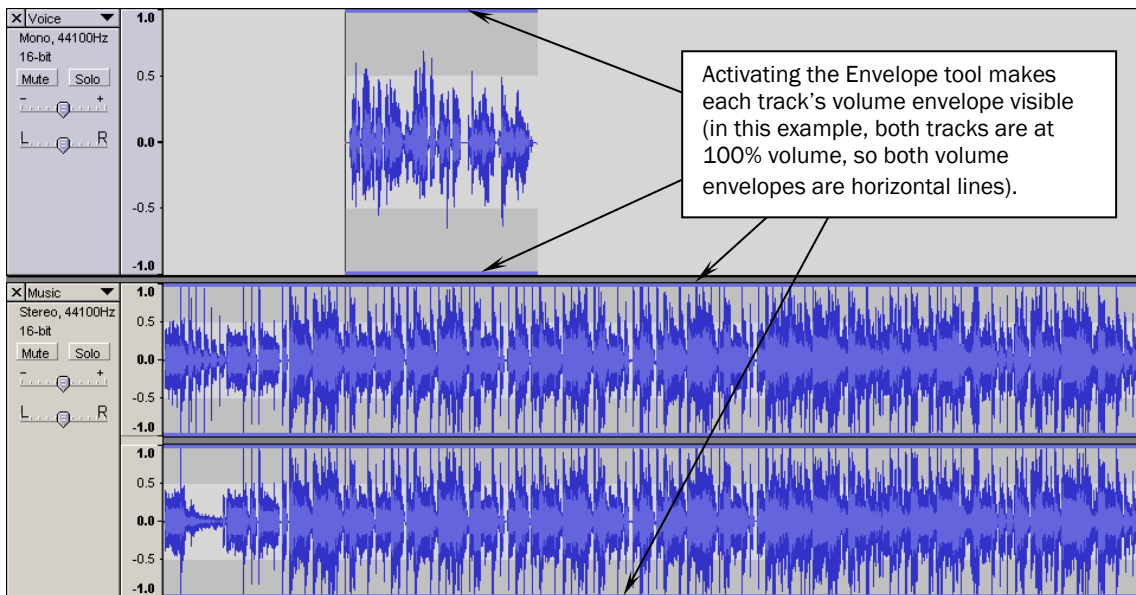 Voice
Mono, 44100Hz
16-bit
Mute Solo
- +
L R
1.0
0.5
0.0
-0.5
-1.0
Activating the Envelope tool makes
each track's volume envelope visible
(in this example, both tracks are at
100% volume, so both volume
envelopes are horizontal lines).
Music
Stereo, 44100Hz
16-bit
Mute Solo
- +
L R
1.0
0.5
0.0
-0.5
-1.0
1.0
0.5
0.0
-0.5
-1.0